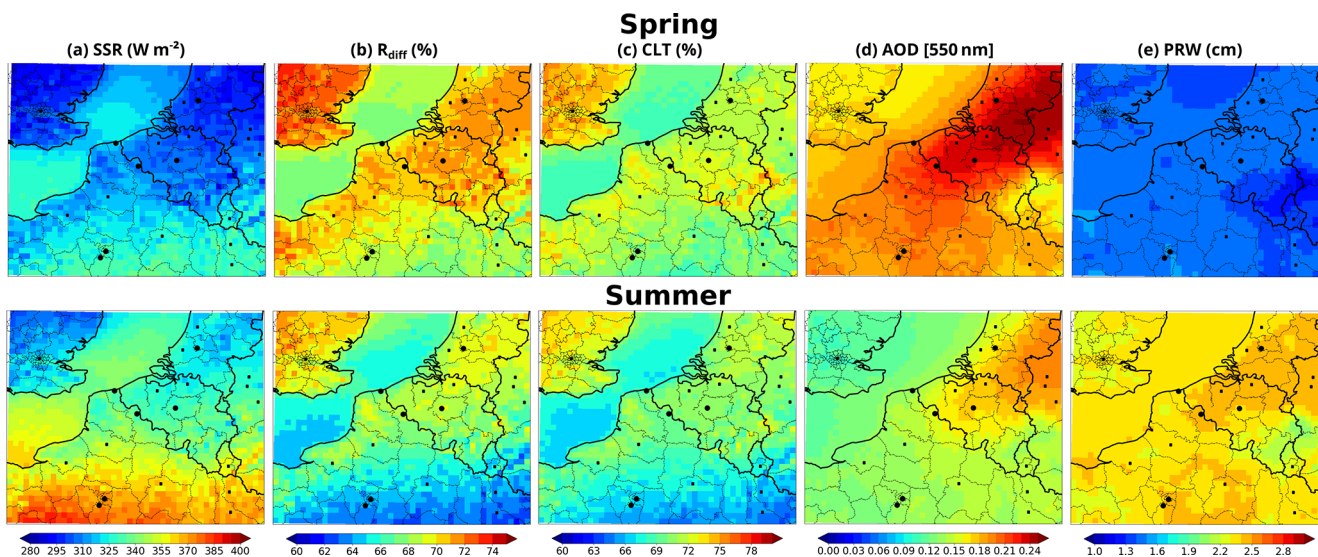 Spring
(a) SSR (W m⁻²) (b) R_diff (%) (c) CLT (%) (d) AOD [550 nm] (e) PRW (cm)
Summer
280 295 310 325 340 355 370 385 400 60 62 64 66 68 70 72 74 60 63 66 69 72 75 78 0.00 0.03 0.06 0.09 0.12 0.15 0.18 0.21 0.24 1.0 1.3 1.6 1.9 2.2 2.5 2.8